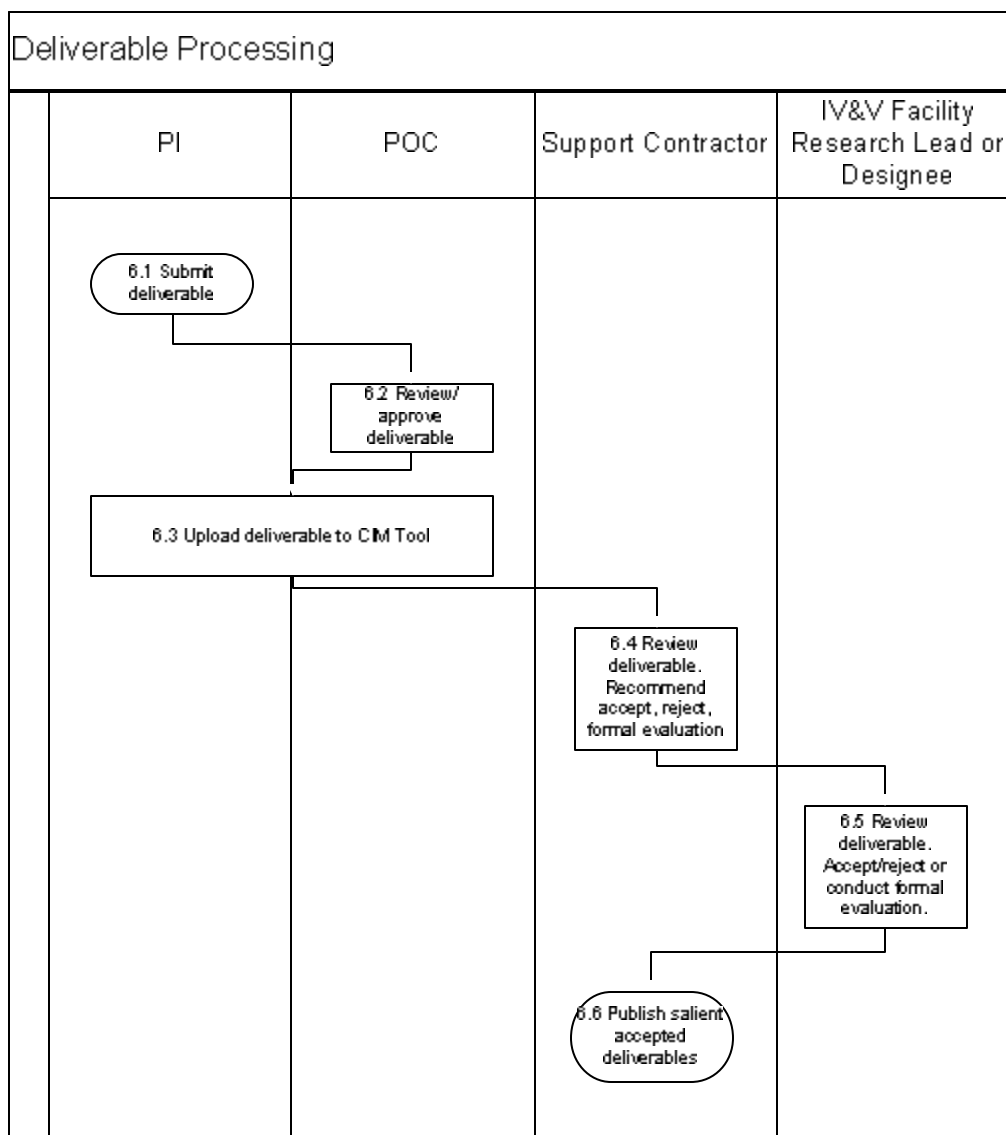 Deliverable Processing
PI
POC
Support Contractor
IV&V Facility
Research Lead or
Designee
6.1 Submit
deliverable
6.2 Review/
approve
deliverable
6.3 Upload deliverable to CIM Tool
6.4 Review
deliverable.
Recommend
accept, reject,
formal evaluation
6.5 Review
deliverable.
Accept/reject or
conduct formal
evaluation.
6.6 Publish salient
accepted
deliverables